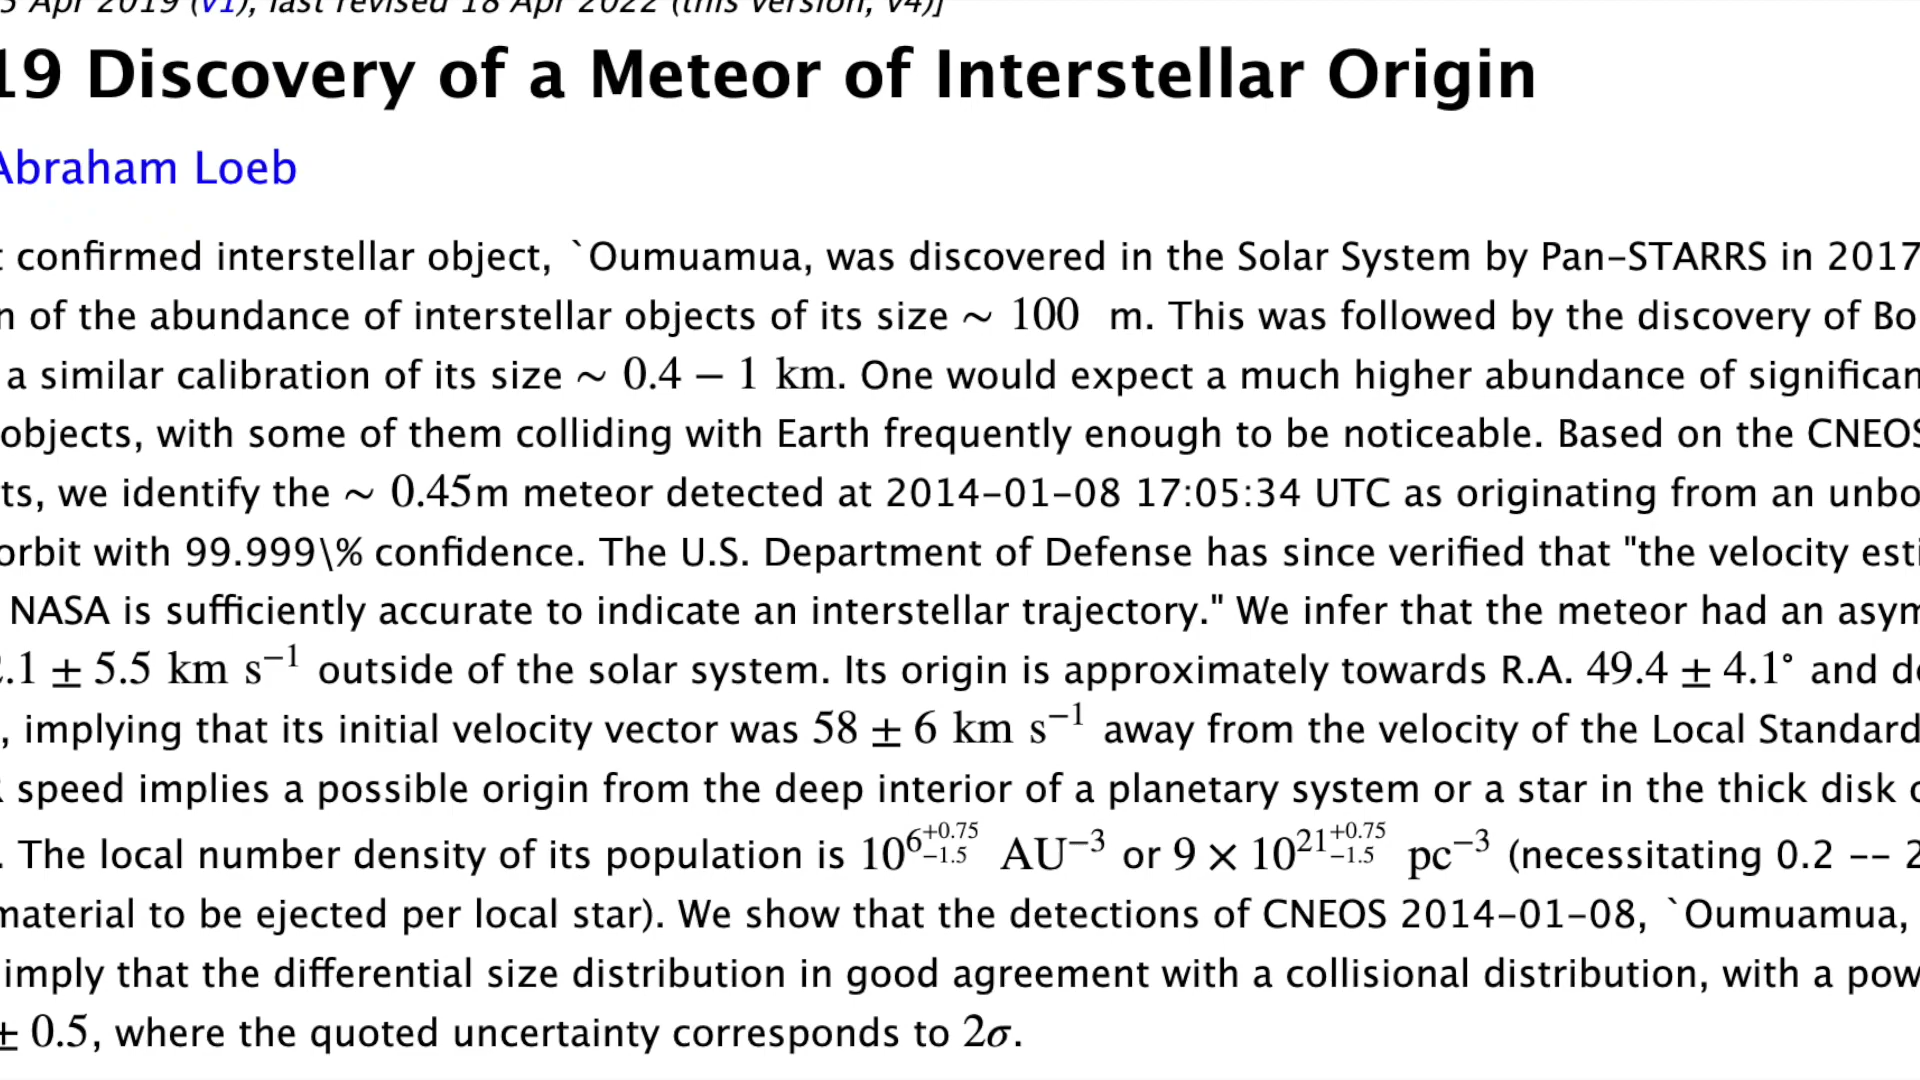 5 Apr 2019 (v1), last revised 18 Apr 2022 (this version, v4)]
19 Discovery of a Meteor of Interstellar Origin
Abraham Loeb
confirmed interstellar object, `Oumuamua, was discovered in the Solar System by Pan-STARRS in 2017
of the abundance of interstellar objects of its size ∼ 100 m. This was followed by the discovery of Bo
a similar calibration of its size ∼ 0.4 − 1 km. One would expect a much higher abundance of significan
objects, with some of them colliding with Earth frequently enough to be noticeable. Based on the CNEOS
ts, we identify the ∼ 0.45m meteor detected at 2014-01-08 17:05:34 UTC as originating from an unbo
orbit with 99.999\% confidence. The U.S. Department of Defense has since verified that "the velocity esti
NASA is sufficiently accurate to indicate an interstellar trajectory." We infer that the meteor had an asym
.1 ± 5.5 km s⁻¹ outside of the solar system. Its origin is approximately towards R.A. 49.4 ± 4.1° and de
, implying that its initial velocity vector was 58 ± 6 km s⁻¹ away from the velocity of the Local Standard
speed implies a possible origin from the deep interior of a planetary system or a star in the thick disk
. The local number density of its population is 10^{6^{+0.75}_{-1.5}} AU⁻³ or 9 × 10^{21^{+0.75}_{-1.5}} pc⁻³ (necessitating 0.2 -- 2
material to be ejected per local star). We show that the detections of CNEOS 2014-01-08, `Oumuamua,
imply that the differential size distribution in good agreement with a collisional distribution, with a pow
± 0.5, where the quoted uncertainty corresponds to 2σ.